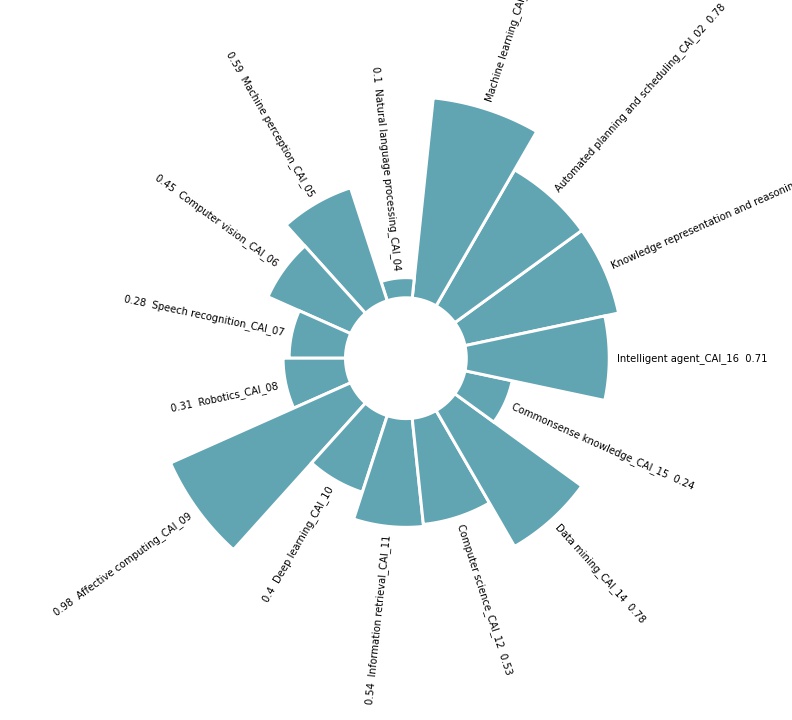 Machine learning_CAI
Automated planning and scheduling_CAI_02 0.78
Knowledge representation and
Intelligent agent_CAI_16 0.71
Commonsense knowledge_CAI_15 0.24
Data mining_CAI_14 0.78
Computer science_CAI_12 0.53
0.54 Information retrieval_CAI_11
0.4 Deep learning_CAI_10
0.98 Affective computing_CAI_09
0.31 Robotics_CAI_08
0.28 Speech recognition_CAI_07
0.45 Computer vision_CAI_06
0.59 Machine perception_CAI_05
0.1 Natural language processing_CAI_04